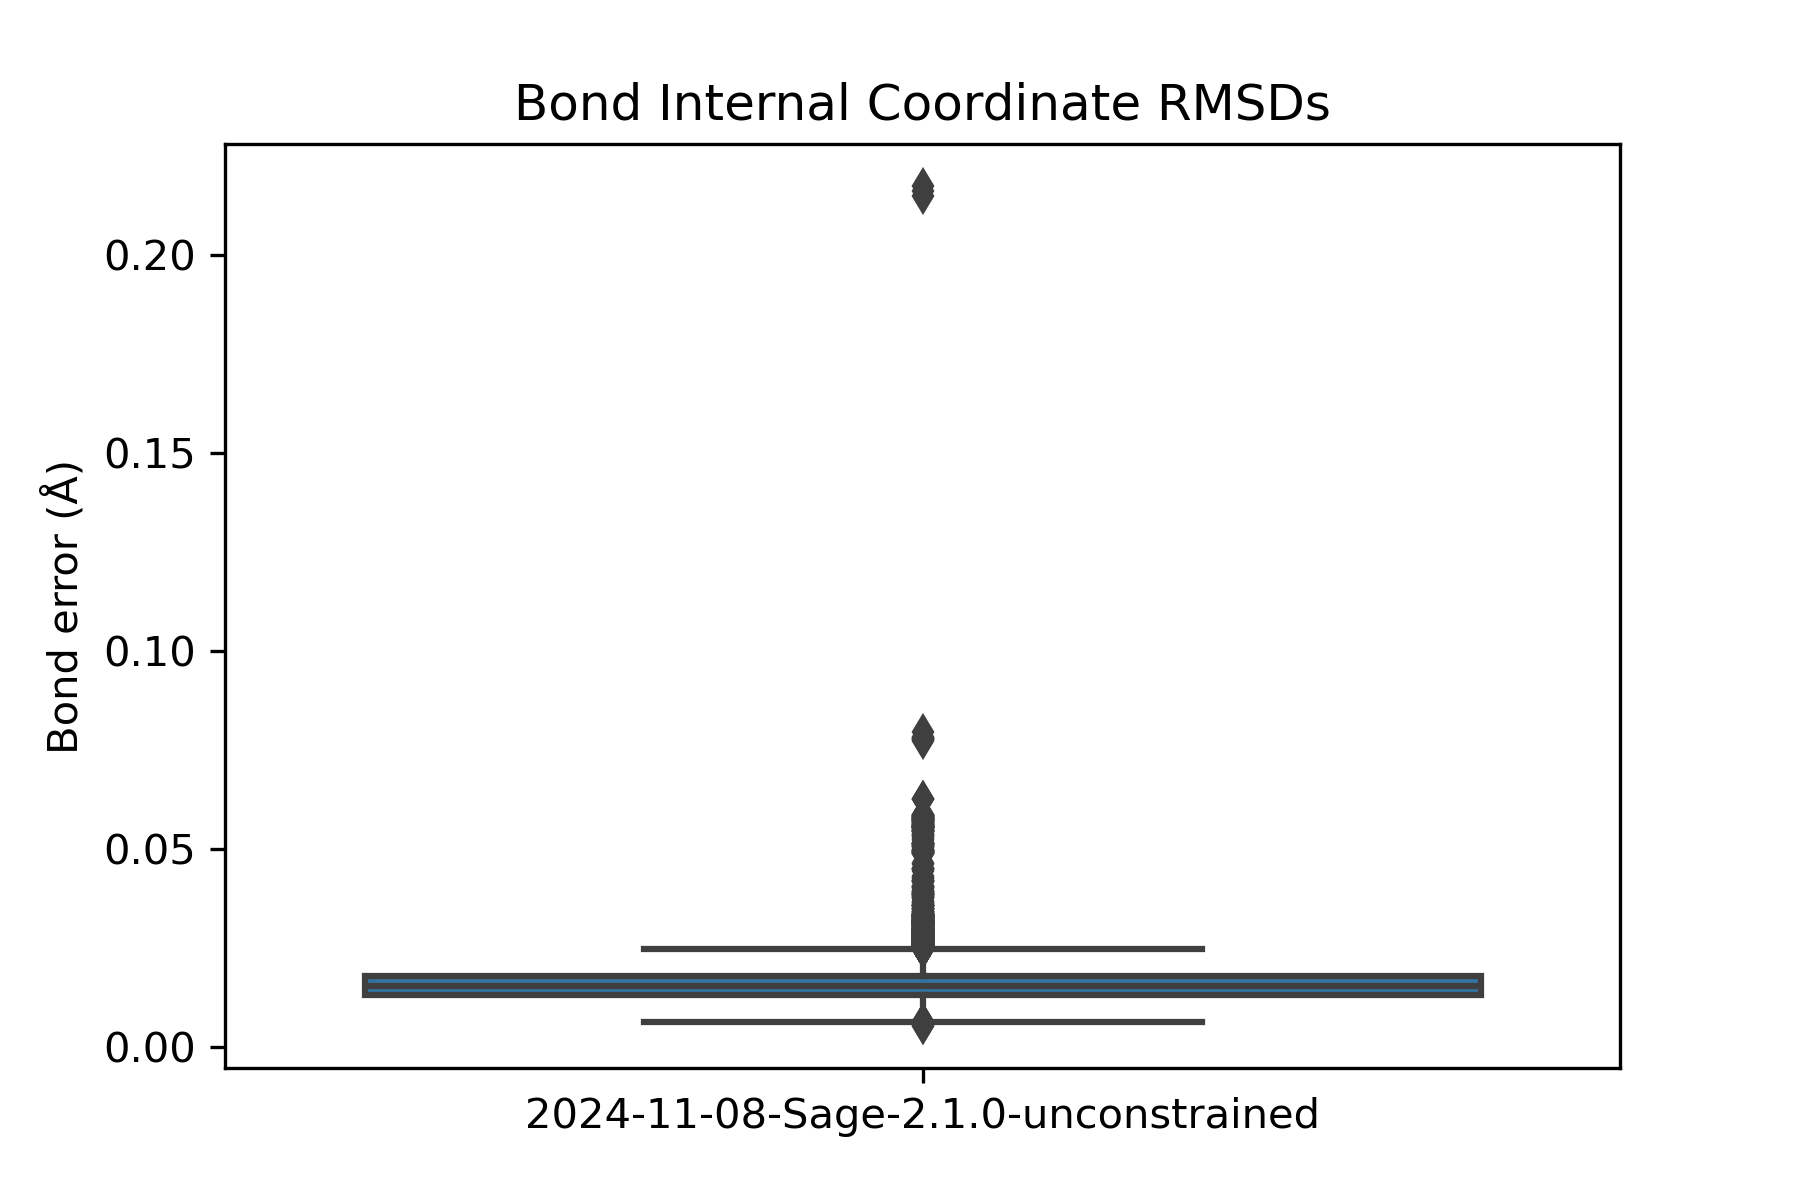 Bond Internal Coordinate RMSDs
0.20
0.15
0.10
0.05
0.00
Bond error (Å)
2024-11-08-Sage-2.1.0-unconstrained